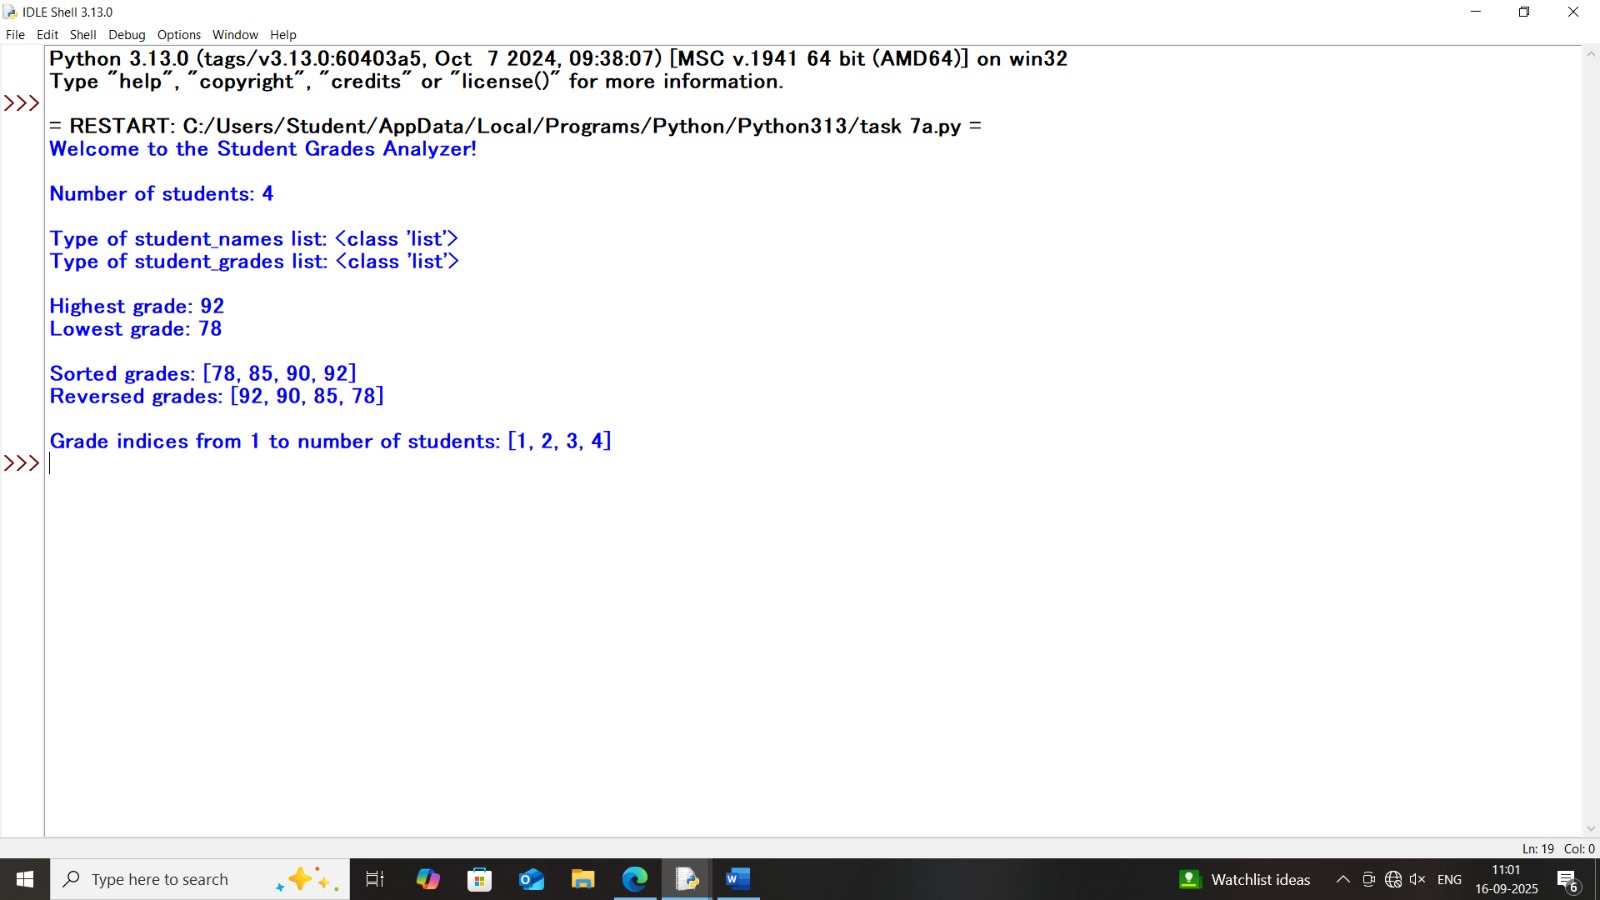 IDLE Shell 3.13.0
File Edit Shell Debug Options Window Help
Python 3.13.0 (tags/v3.13.0:60403a5, Oct  7 2024, 09:38:07) [MSC v.1941 64 bit (AMD64)] on win32
Type "help", "copyright", "credits" or "license()" for more information.
>>>
= RESTART: C:/Users/Student/AppData/Local/Programs/Python/Python313/task 7a.py =
Welcome to the Student Grades Analyzer!
Number of students: 4
Type of student_names list: <class 'list'>
Type of student_grades list: <class 'list'>
Highest grade: 92
Lowest grade: 78
Sorted grades: [78, 85, 90, 92]
Reversed grades: [92, 90, 85, 78]
Grade indices from 1 to number of students: [1, 2, 3, 4]
>>>
Ln: 19 Col: 0
Type here to search
Watchlist ideas
ENG
11:01
16-09-2025
6